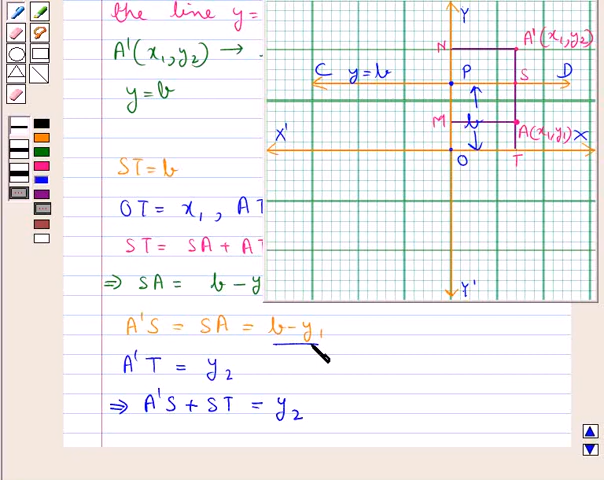 the line y =
A'(x₁, y₂) →
y = b
ST = b
OT = x₁ , AT
ST = SA + AT
⇒ SA = b - y
A'S = SA = b - y₁
A'T = y₂
⇒ A'S + ST = y₂
Y
N A'(x₁, y₂)
C y = b P S D
M b A(x₁, y₁)
X' O T X
Y'